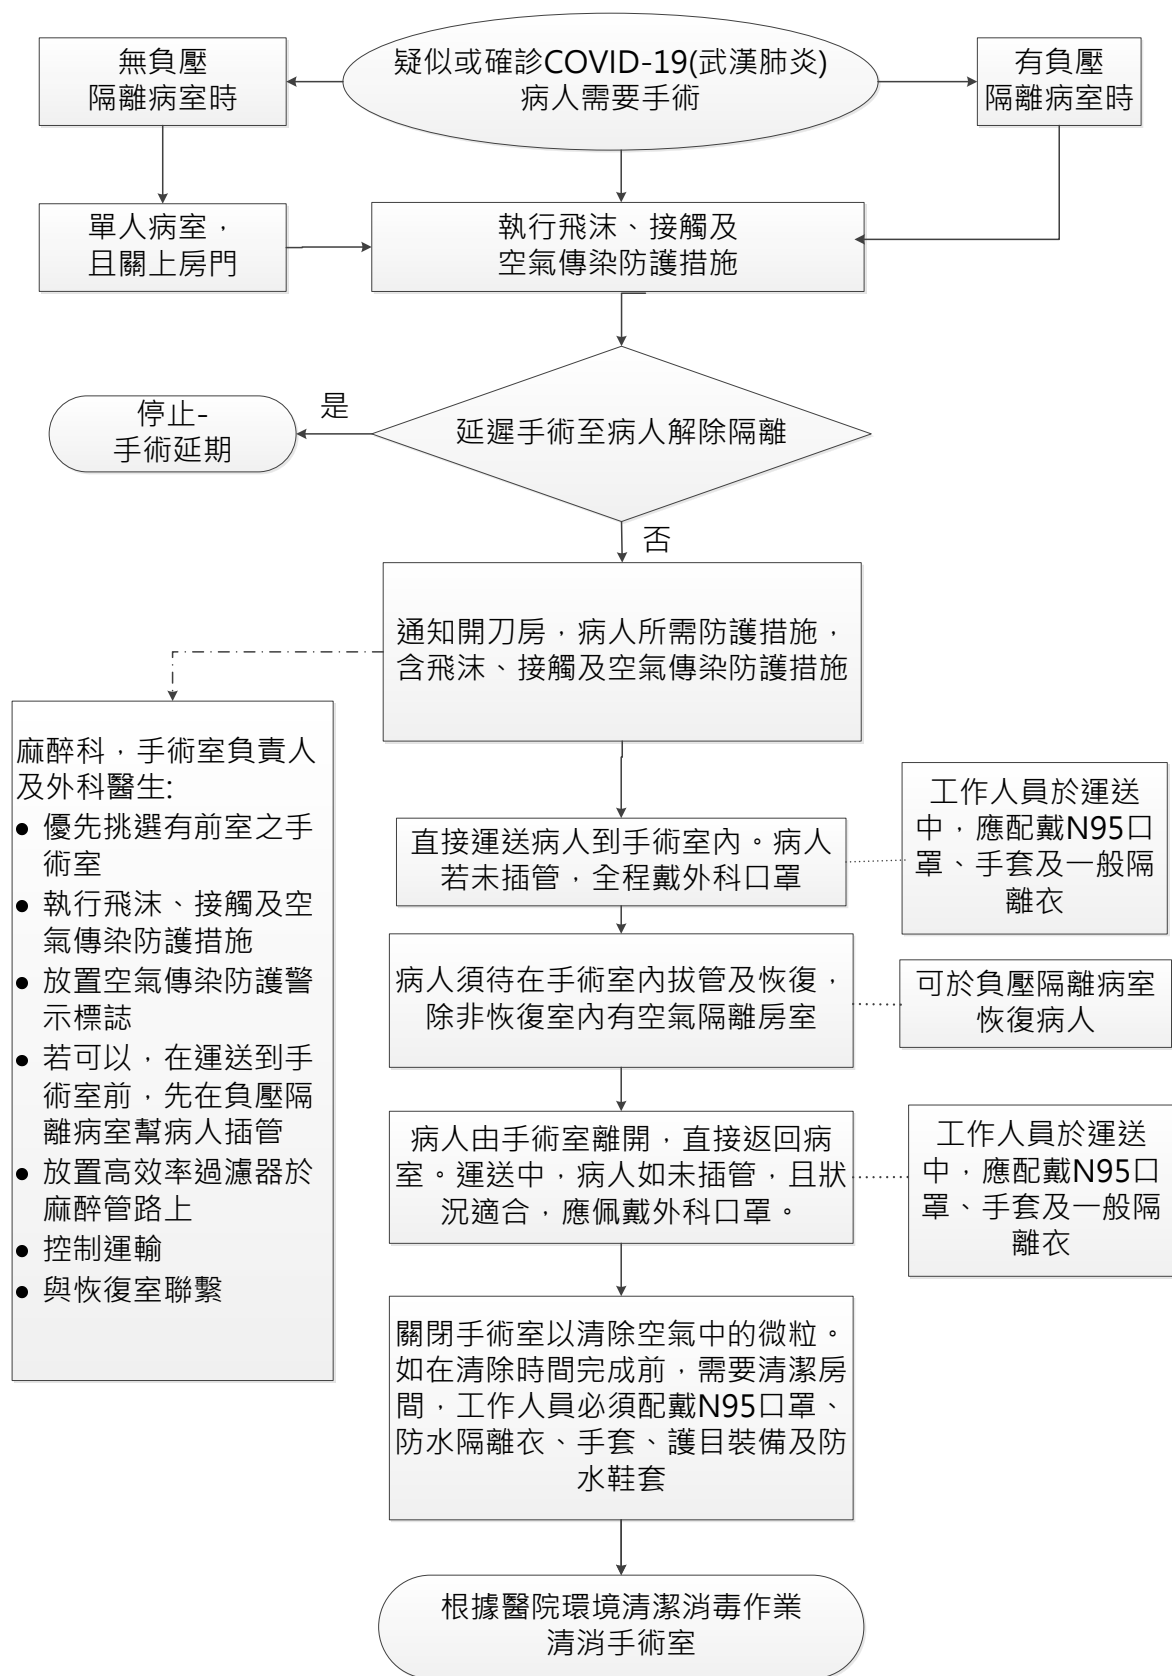 疑似或確診COVID-19(武漢肺炎)
病人需要手術
無負壓
隔離病室時
有負壓
隔離病室時
單人病室，
且關上房門
執行飛沫、接觸及
空氣傳染防護措施
延遲手術至病人解除隔離
是
停止-
手術延期
否
通知開刀房，病人所需防護措施，
含飛沫、接觸及空氣傳染防護措施
麻醉科，手術室負責人
及外科醫生:
● 優先挑選有前室之手
術室
● 執行飛沫、接觸及空
氣傳染防護措施
● 放置空氣傳染防護警
示標誌
● 若可以，在運送到手
術室前，先在負壓隔
離病室幫病人插管
● 放置高效率過濾器於
麻醉管路上
● 控制運輸
● 與恢復室聯繫
直接運送病人到手術室內。病人
若未插管，全程戴外科口罩
工作人員於運送
中，應配戴N95口
罩、手套及一般隔
離衣
病人須待在手術室內拔管及恢復，
除非恢復室內有空氣隔離房室
可於負壓隔離病室
恢復病人
病人由手術室離開，直接返回病
室。運送中，病人如未插管，且狀
況適合，應佩戴外科口罩。
工作人員於運送
中，應配戴N95口
罩、手套及一般隔
離衣
關閉手術室以清除空氣中的微粒。
如在清除時間完成前，需要清潔房
間，工作人員必須配戴N95口罩、
防水隔離衣、手套、護目裝備及防
水鞋套
根據醫院環境清潔消毒作業
清消手術室